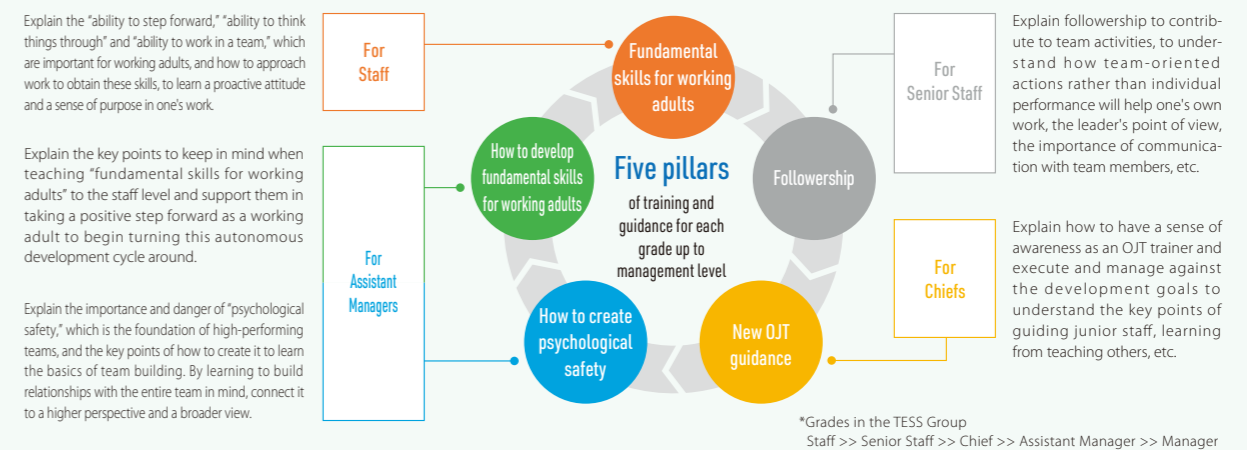 Explain the “ability to step forward,” “ability to think
things through” and “ability to work in a team,” which
are important for working adults, and how to approach
work to obtain these skills, to learn a proactive attitude
and a sense of purpose in one's work.
For
Staff
Fundamental
skills for working
adults
For
Senior Staff
Explain followership to contrib-
ute to team activities, to under-
stand how team-oriented
actions rather than individual
performance will help one's own
work, the leader's point of view,
the importance of communica-
tion with team members, etc.
Explain the key points to keep in mind when
teaching “fundamental skills for working
adults” to the staff level and support them in
taking a positive step forward as a working
adult to begin turning this autonomous
development cycle around.
For
Assistant
Managers
How to develop
fundamental skills
for working adults
Five pillars
of training and
guidance for each
grade up to
management level
Followership
Explain the importance and danger of “psychological
safety,” which is the foundation of high-performing
teams, and the key points of how to create it to learn
the basics of team building. By learning to build
relationships with the entire team in mind, connect it
to a higher perspective and a broader view.
How to create
psychological
safety
New OJT
guidance
For
Chiefs
Explain how to have a sense of
awareness as an OJT trainer and
execute and manage against
the development goals to
understand the key points of
guiding junior staff, learning
from teaching others, etc.
*Grades in the TESS Group
Staff >> Senior Staff >> Chief >> Assistant Manager >> Manager